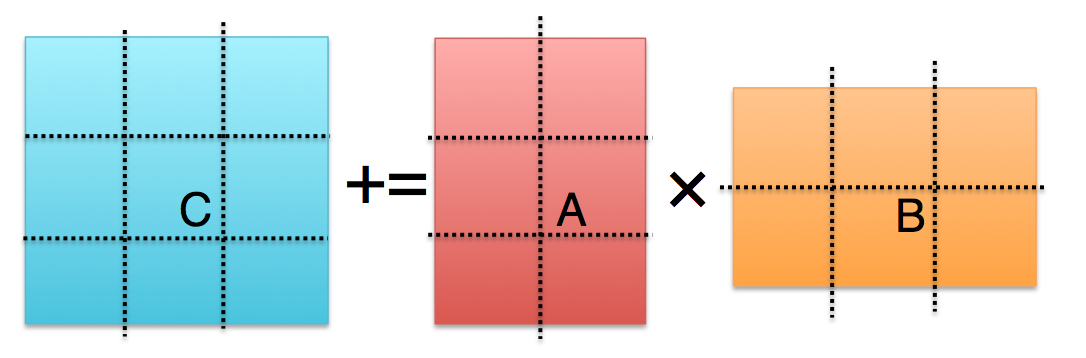 C += A × B